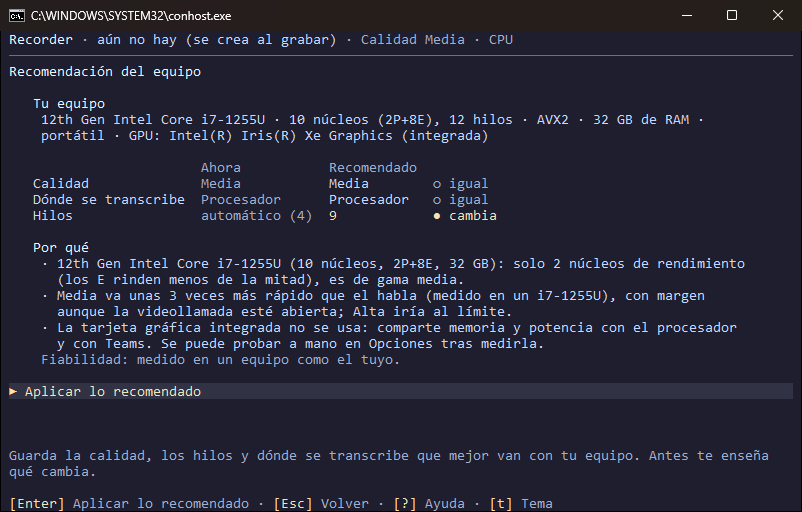 C:\WINDOWS\SYSTEM32\conhost.exe
Recorder · aún no hay (se crea al grabar) · Calidad Media · CPU
Recomendación del equipo
Tu equipo
12th Gen Intel Core i7-1255U · 10 núcleos (2P+8E), 12 hilos · AVX2 · 32 GB de RAM ·
portátil · GPU: Intel(R) Iris(R) Xe Graphics (integrada)
Ahora Recomendado
Calidad Media Media o igual
Dónde se transcribe Procesador Procesador o igual
Hilos automático (4) 9 ● cambia
Por qué
· 12th Gen Intel Core i7-1255U (10 núcleos, 2P+8E, 32 GB): solo 2 núcleos de rendimiento
(los E rinden menos de la mitad), es de gama media.
· Media va unas 3 veces más rápido que el habla (medido en un i7-1255U), con margen
aunque la videollamada esté abierta; Alta iría al límite.
· La tarjeta gráfica integrada no se usa: comparte memoria y potencia con el procesador
y con Teams. Se puede probar a mano en Opciones tras medirla.
Fiabilidad: medido en un equipo como el tuyo.
► Aplicar lo recomendado
Guarda la calidad, los hilos y dónde se transcribe que mejor van con tu equipo. Antes te enseña
qué cambia.
[Enter] Aplicar lo recomendado · [Esc] Volver · [?] Ayuda · [t] Tema